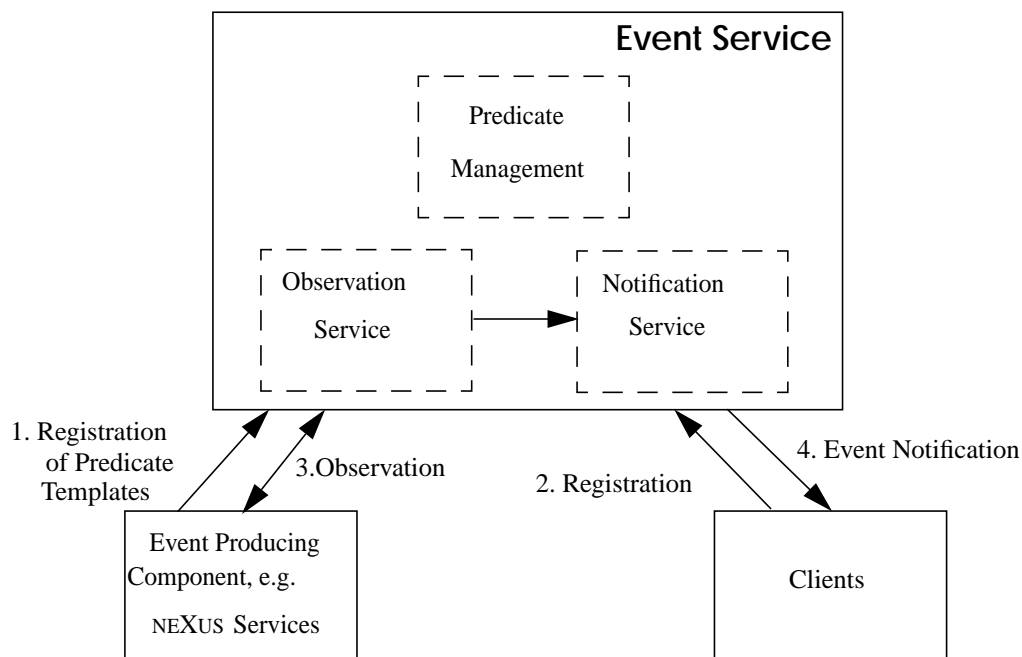 Event Service
Predicate
Management
Observation
Service
Notification
Service
1. Registration
of Predicate
Templates
3.Observation
2. Registration
4. Event Notification
Event Producing
Component, e.g.
NEXUS Services
Clients